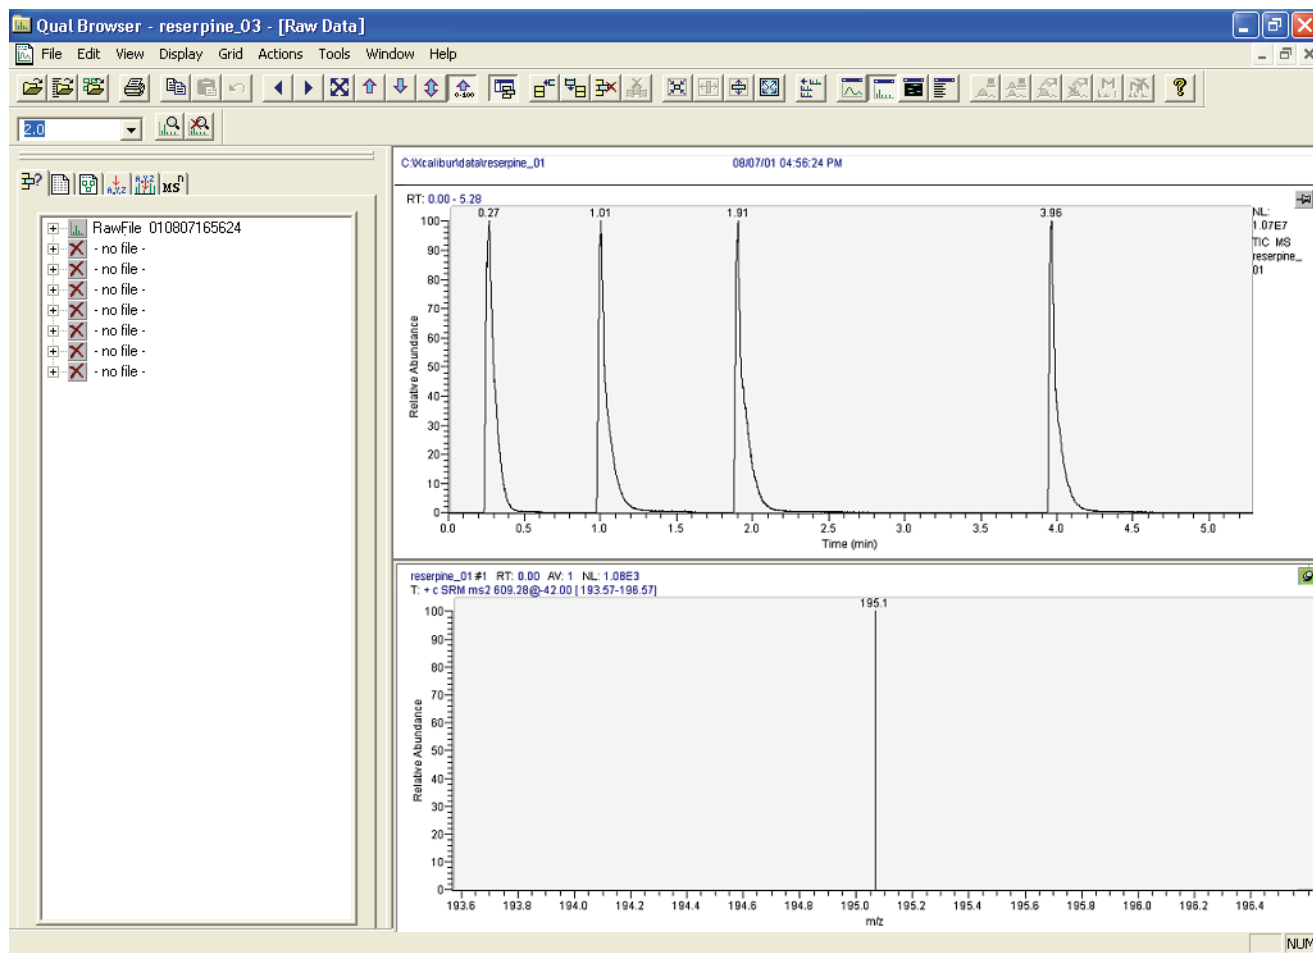 Qual Browser - reserpine_03 - [Raw Data]
File Edit View Display Grid Actions Tools Window Help
0-100
2.0
C:\Xcalibur\data\reserpine_01 08/07/01 04:56:24 PM
? A,Y,Z A,Y,Z MS n
RawFile 010807165624
- no file -
- no file -
- no file -
- no file -
- no file -
- no file -
- no file -
RT: 0.00 - 5.28
0.27 1.01 1.91 3.96
NL:
1.07E7
TIC MS
reserpine_
01
100
90
80
70
60
50
40
30
20
10
0
Relative Abundance
0.0 0.5 1.0 1.5 2.0 2.5 3.0 3.5 4.0 4.5 5.0
Time (min)
reserpine_01 #1 RT: 0.00 AV: 1 NL: 1.08E3
T: + c SRM ms2 609.28@-42.00 [ 193.57-196.57]
195.1
100
90
80
70
60
50
40
30
20
10
0
Relative Abundance
193.6 193.8 194.0 194.2 194.4 194.6 194.8 195.0 195.2 195.4 195.6 195.8 196.0 196.2 196.4
m/z
NUM